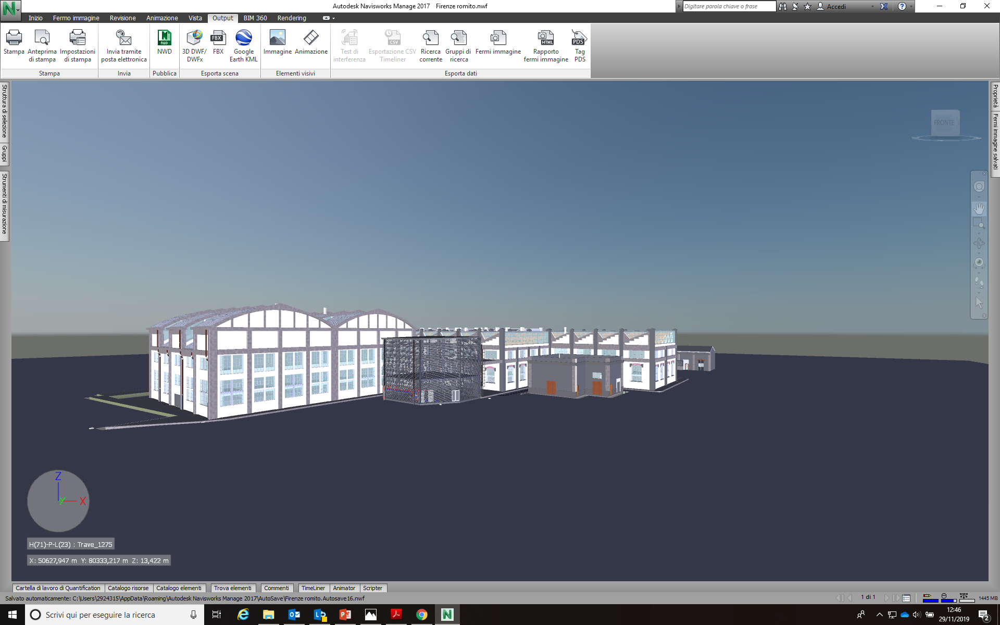 Autodesk Navisworks Manage 2017 Firenze romito.nwf
Digitare parola chiave o frase
Accedi
Inizio Fermo immagine Revisione Animazione Vista Output BIM 360 Rendering
Stampa
Anteprima di stampa
Impostazioni di stampa
Invia tramite posta elettronica
NWD
NWD
3D DWF/ DWFx
FBX
FBX
Google Earth KML
Immagine
Animazione
Test di interferenza
CSV
Esportazione CSV Timeliner
Ricerca corrente
Gruppi di ricerca
Fermi immagine
HTML
Rapporto fermi immagine
PDS
Tag PDS
Stampa
Invia
Pubblica
Esporta scena
Elementi visivi
Esporta dati
Struttura di selezione
Gruppi
Strumenti di misurazione
Proprietà
Fermi immagine salvati
FRONTE
Z
Y
X
H(71)-P-L(23) : Trave_1275
X: 50627,947 m Y: 80333,217 m Z: 13,422 m
Cartella di lavoro di Quantification Catalogo risorse Catalogo elementi Trova elementi Commenti TimeLiner Animator Scripter
Salvato automaticamente: C:\Users\2924315\AppData\Roaming\Autodesk Navisworks Manage 2017\AutoSave\Firenze romito.Autosave16.nwf
1 di 1
1445 MB
Scrivi qui per eseguire la ricerca
12:46
29/11/2019
2